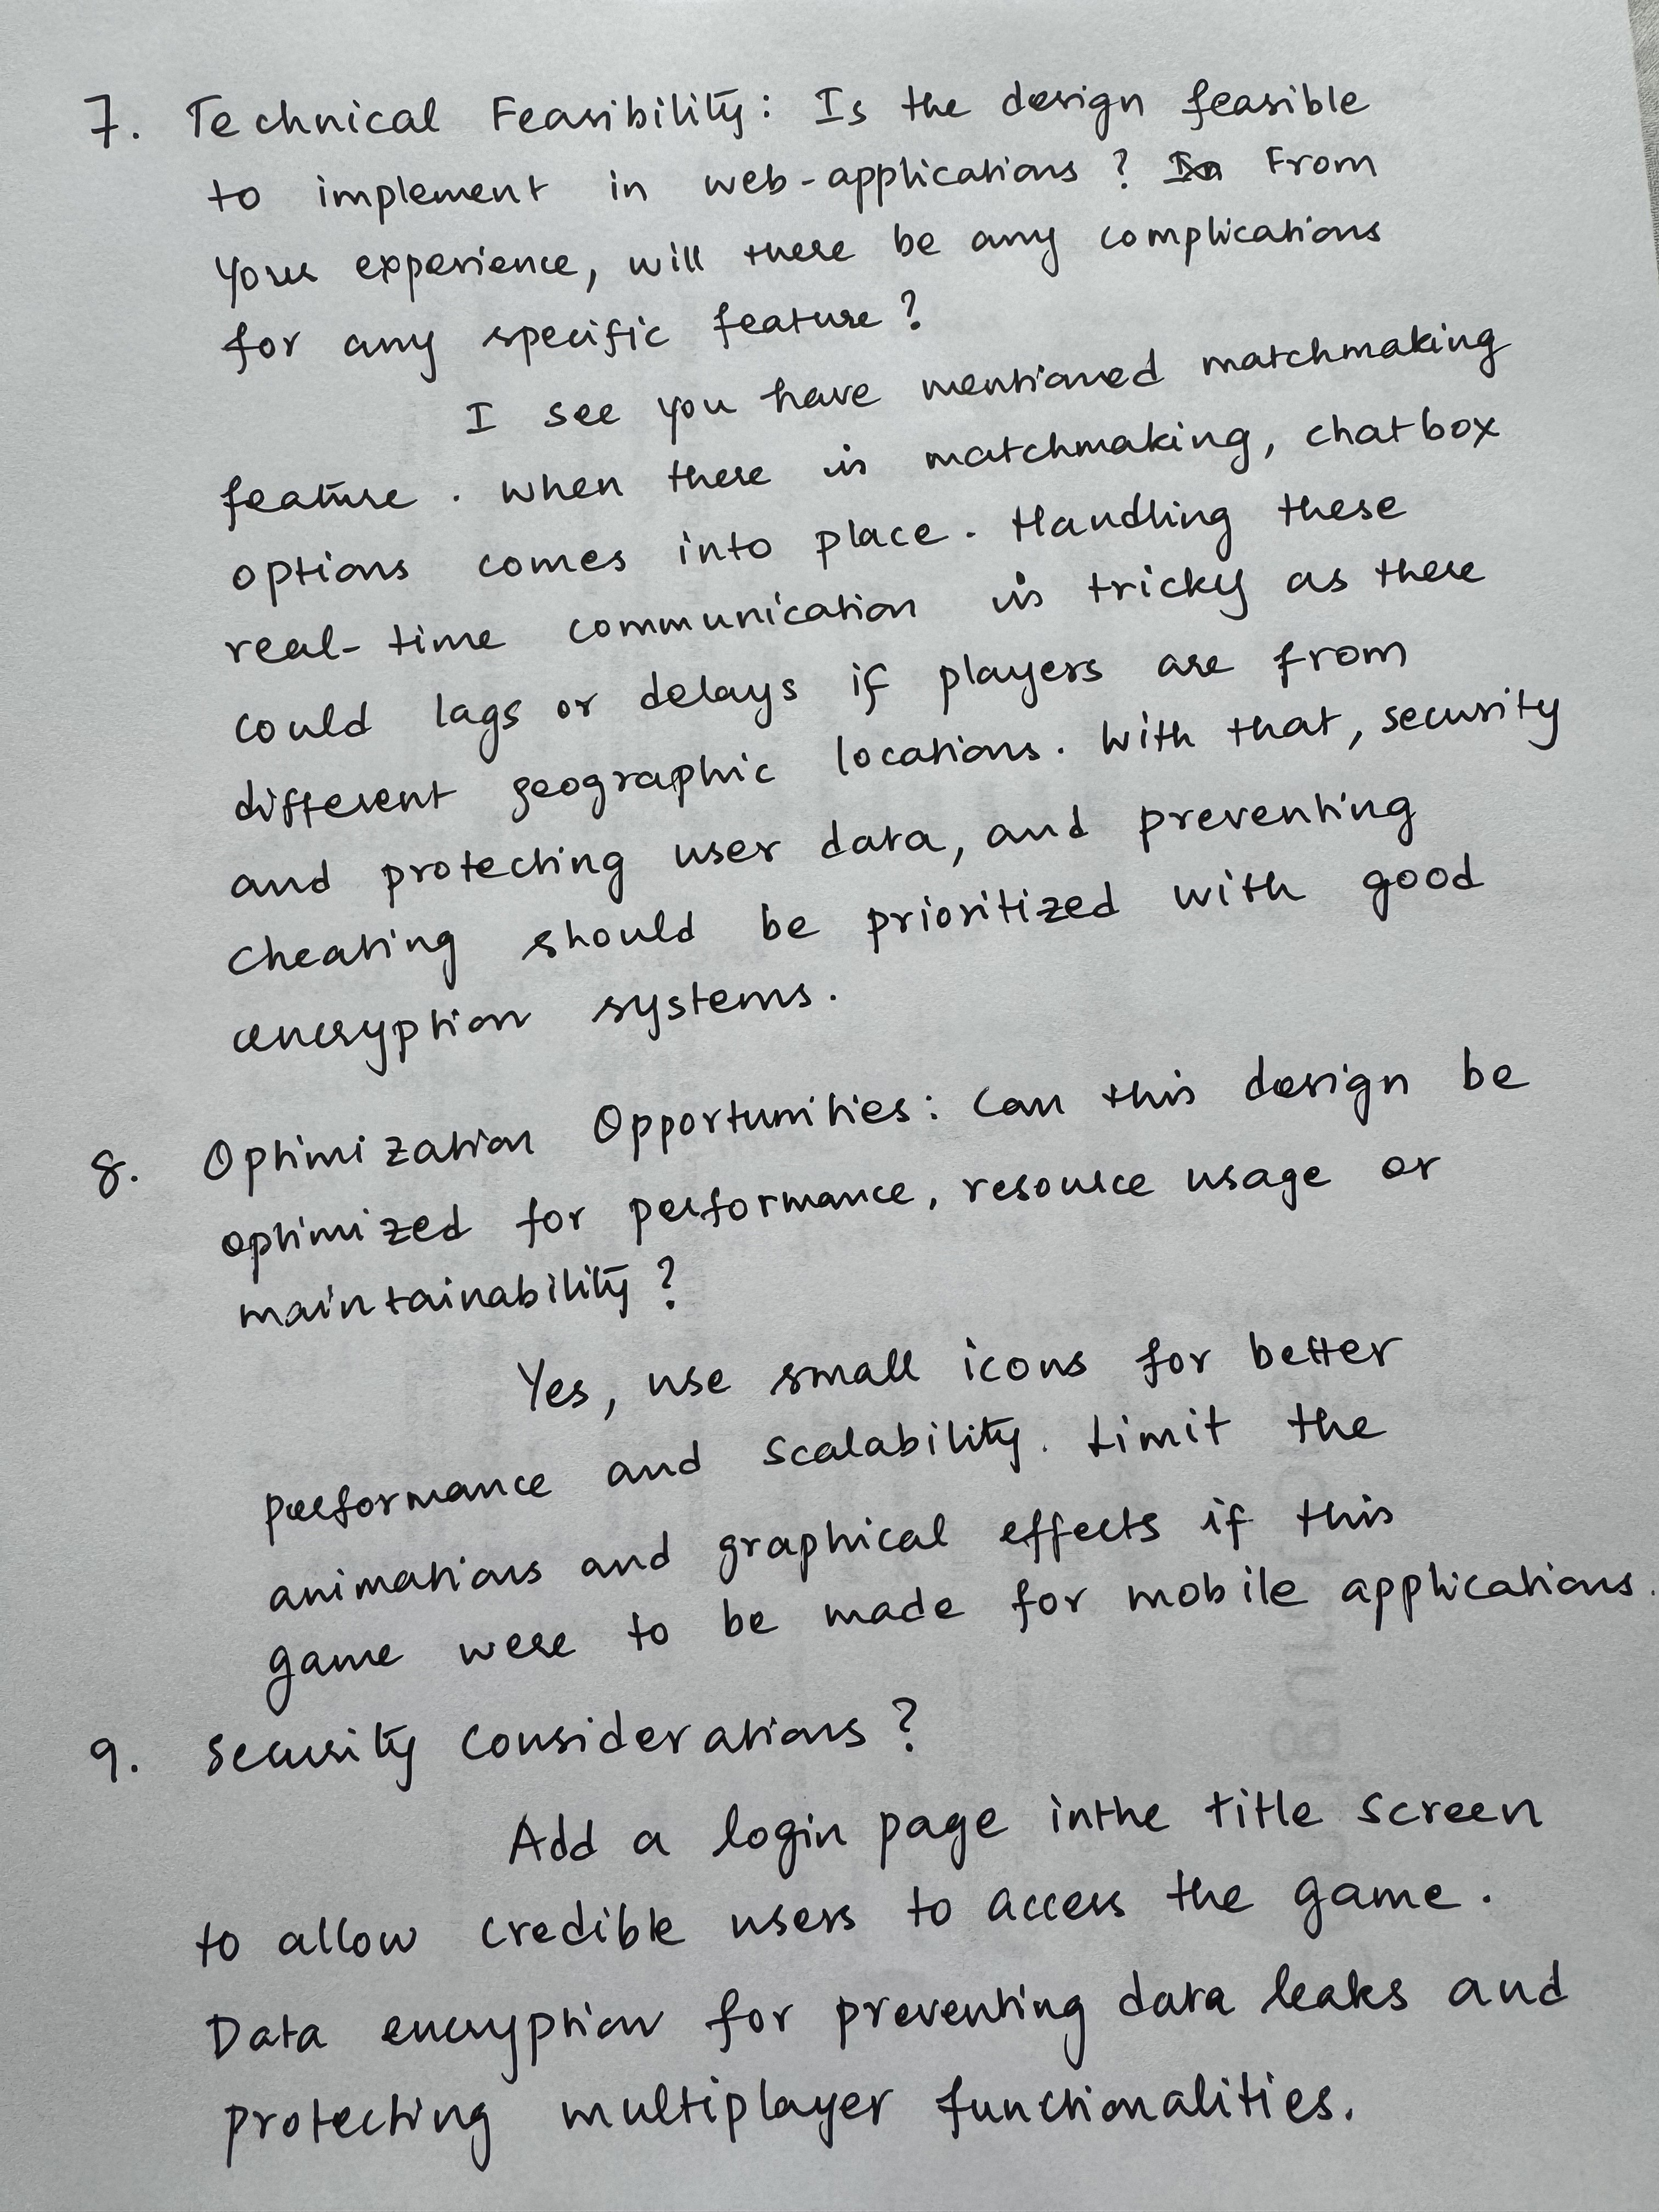 7. Technical Feasibility: Is the design feasible
to implement in web-applications? From
your experience, will there be any complications
for any specific feature?
I see you have mentioned matchmaking
feature. When there is matchmaking, chatbox
options comes into place. Handling these
real-time communication is tricky as there
could lags or delays if players are from
different geographic locations. With that, security
and protecting user data, and preventing
cheating should be prioritized with good
encryption systems.
8. Optimization Opportunities: Can this design be
optimized for performance, resource usage or
maintainability?
Yes, use small icons for better
performance and scalability. Limit the
animations and graphical effects if this
game were to be made for mobile applications.
9. Security Considerations?
Add a login page inthe title screen
to allow credible users to access the game.
Data encryption for preventing data leaks and
protecting multiplayer functionalities.